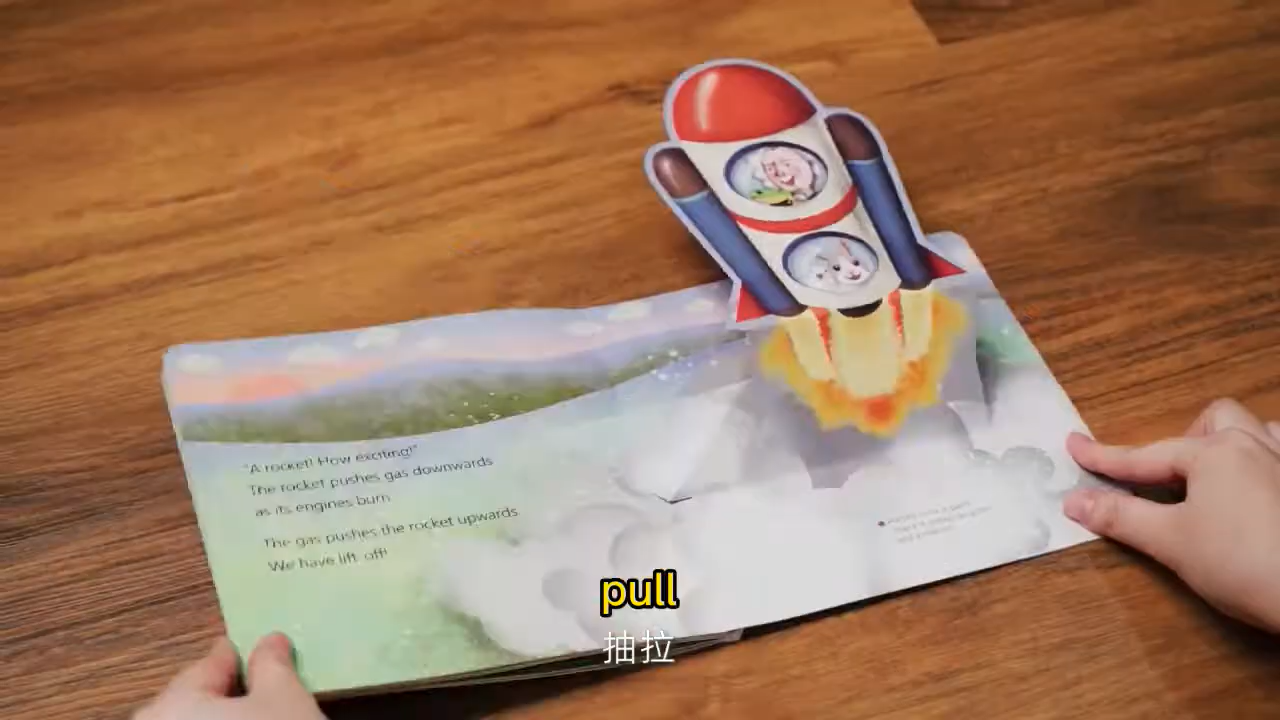 "A rocket! How exciting!"
The rocket pushes gas downwards
as its engines burn.
The gas pushes the rocket upwards.
We have lift off!
pull
抽拉